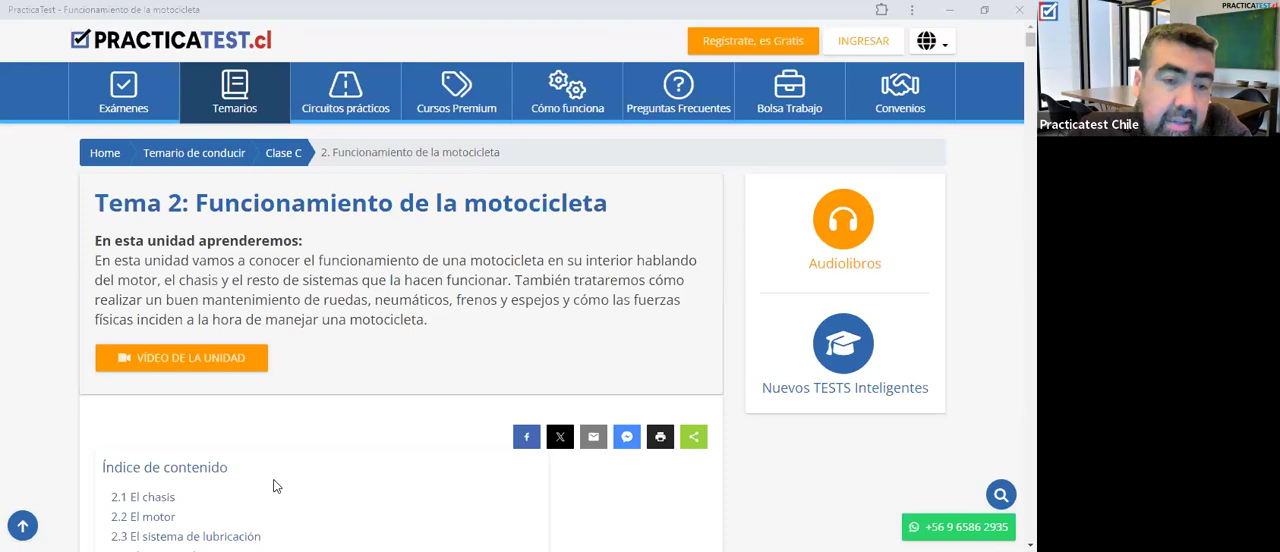 PracticaTest - Funcionamiento de la motocicleta
PRACTICATEST.cl
Regístrate, es Gratis
INGRESAR
Exámenes
Temarios
Circuitos prácticos
Cursos Premium
Cómo funciona
Preguntas Frecuentes
Bolsa Trabajo
Convenios
Home
Temario de conducir
Clase C
2. Funcionamiento de la motocicleta
Tema 2: Funcionamiento de la motocicleta
En esta unidad aprenderemos:
En esta unidad vamos a conocer el funcionamiento de una motocicleta en su interior hablando
del motor, el chasis y el resto de sistemas que la hacen funcionar. También trataremos cómo
realizar un buen mantenimiento de ruedas, neumáticos, frenos y espejos y cómo las fuerzas
físicas inciden a la hora de manejar una motocicleta.
VÍDEO DE LA UNIDAD
Audiolibros
Nuevos TESTS Inteligentes
Índice de contenido
2.1 El chasis
2.2 El motor
2.3 El sistema de lubricación
+56 9 6586 2935
PRACTICATEST.cl
Practicatest Chile